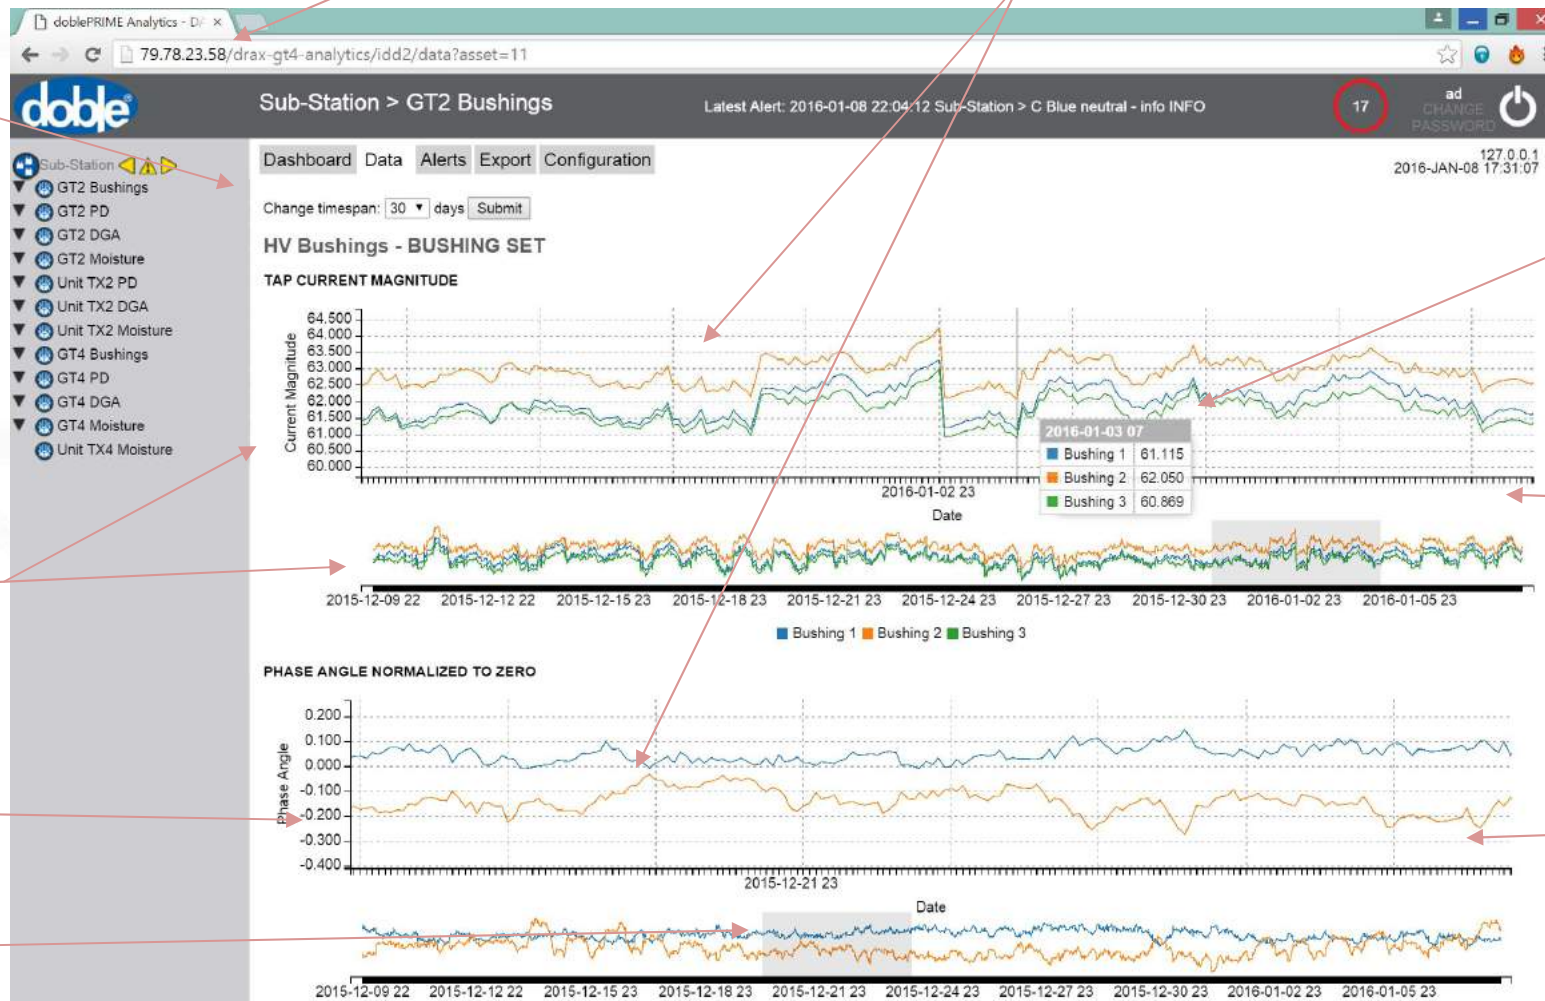 doblePRIME Analytics - D
79.78.23.58/drax-gt4-analytics/idd2/data?asset=11
doble
Sub-Station > GT2 Bushings
Latest Alert: 2016-01-08 22:04:12 Sub-Station > C Blue neutral - info INFO
17
ad
CHANGE
PASSWORD
Sub-Station
GT2 Bushings
GT2 PD
GT2 DGA
GT2 Moisture
Unit TX2 PD
Unit TX2 DGA
Unit TX2 Moisture
GT4 Bushings
GT4 PD
GT4 DGA
GT4 Moisture
Unit TX4 Moisture
Dashboard Data Alerts Export Configuration
127.0.0.1
2016-JAN-08 17:31:07
Change timespan: 30 days Submit
HV Bushings - BUSHING SET
TAP CURRENT MAGNITUDE
Current Magnitude
64.500
64.000
63.500
63.000
62.500
62.000
61.500
61.000
60.500
60.000
2016-01-03 07
Bushing 1 61.115
Bushing 2 62.050
Bushing 3 60.869
2016-01-02 23
Date
2015-12-09 22 2015-12-12 22 2015-12-15 23 2015-12-18 23 2015-12-21 23 2015-12-24 23 2015-12-27 23 2015-12-30 23 2016-01-02 23 2016-01-05 23
Bushing 1 Bushing 2 Bushing 3
PHASE ANGLE NORMALIZED TO ZERO
Phase Angle
0.200
0.100
0.000
-0.100
-0.200
-0.300
-0.400
2015-12-21 23
Date
2015-12-09 22 2015-12-12 22 2015-12-15 23 2015-12-18 23 2015-12-21 23 2015-12-24 23 2015-12-27 23 2015-12-30 23 2016-01-02 23 2016-01-05 23